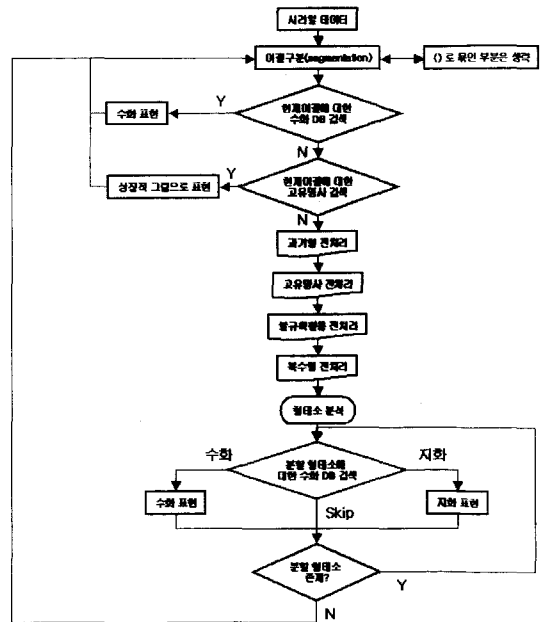 시리얼 데이터
어절구분(segmentation)
() 로 묶인 부분은 생략
현재어절에 대한
수화 DB 검색
Y
수화 표현
N
현재어절에 대한
고유명사 검색
Y
상징적 그림으로 표현
N
과거형 전처리
고유명사 전처리
불규칙활용 전처리
복수형 전처리
형태소 분석
수화
지화
분할 형태소에
대한 수화 DB 검색
수화 표현
지화 표현
Skip
분할 형태소
존재?
Y
N